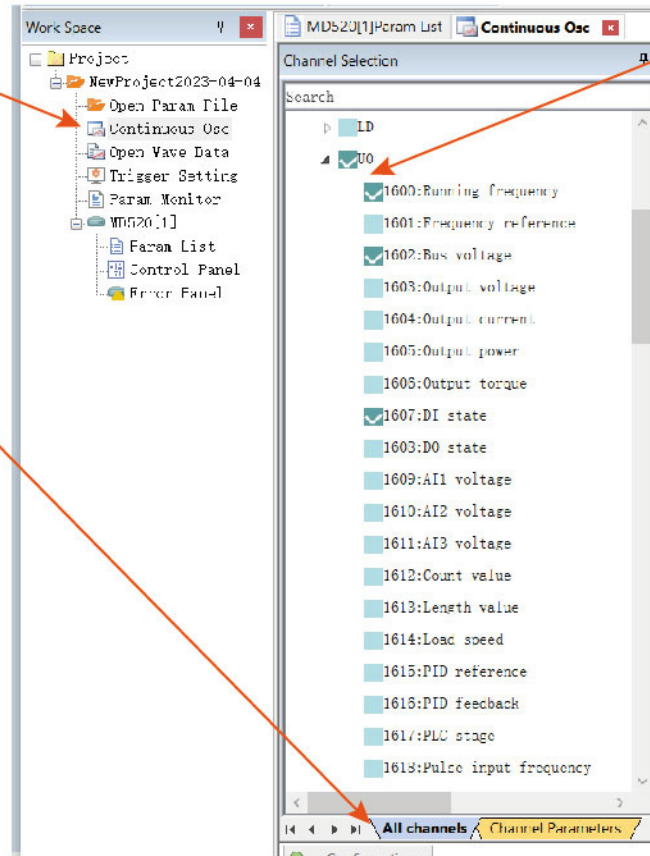 Work Space
MD520[1]Param List
Continuous Osc
Project
NewProject2023-04-04
Open Param File
Continuous Osc
Open Wave Data
Trigger Setting
Param Monitor
MD520[1]
Param List
Control Panel
Error Panel
Channel Selection
Search
LD
U0
1600:Running frequency
1601:Frequency reference
1602:Bus voltage
1603:Output voltage
1604:Output current
1605:Output power
1606:Output torque
1607:DI state
1608:DO state
1609:AI1 voltage
1610:AI2 voltage
1611:AI3 voltage
1612:Count value
1613:Length value
1614:Load speed
1615:PID reference
1616:PID feedback
1617:PLC stage
1618:Pulse input frequency
All channels
Channel Parameters